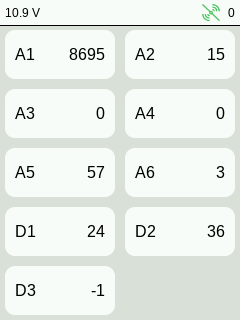 10.9 V 0
A1 8695 A2 15
A3 0 A4 0
A5 57 A6 3
D1 24 D2 36
D3 -1